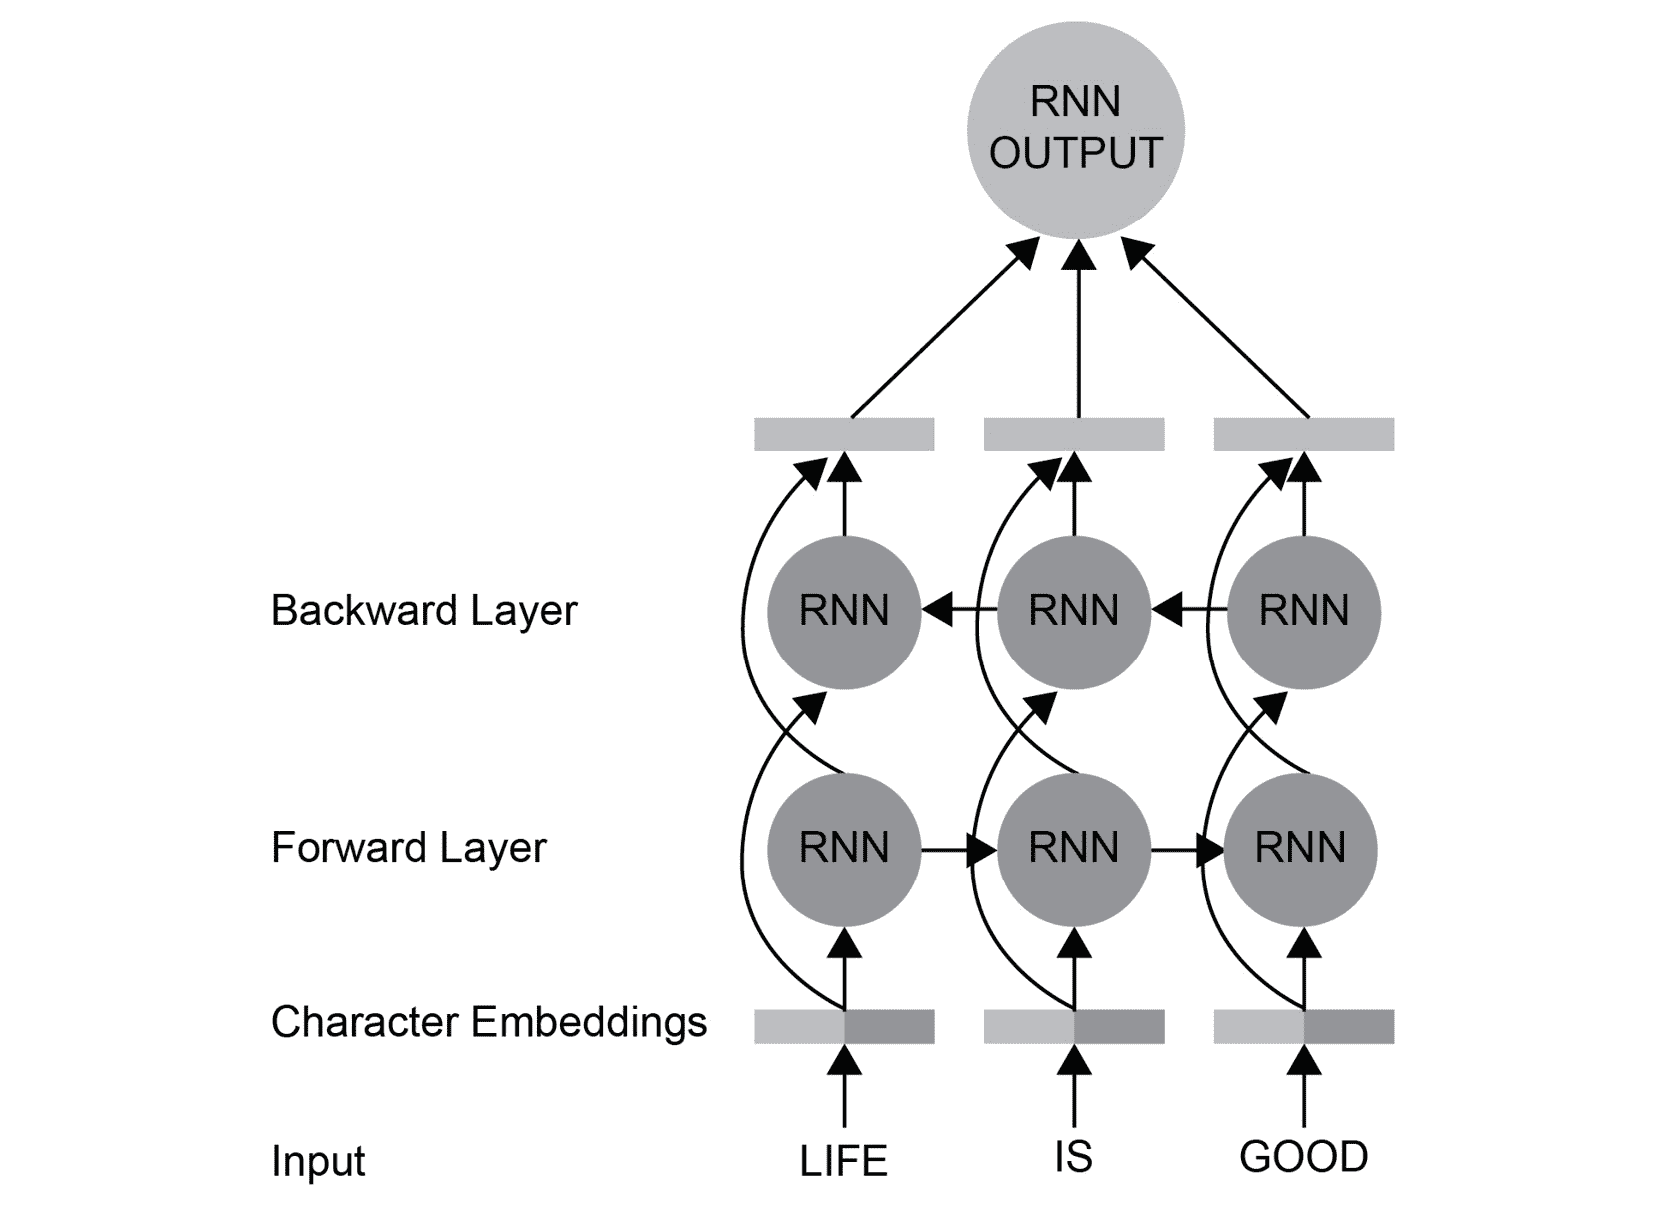 RNN
OUTPUT
Backward Layer
RNN
RNN
RNN
Forward Layer
RNN
RNN
RNN
Character Embeddings
Input
LIFE
IS
GOOD